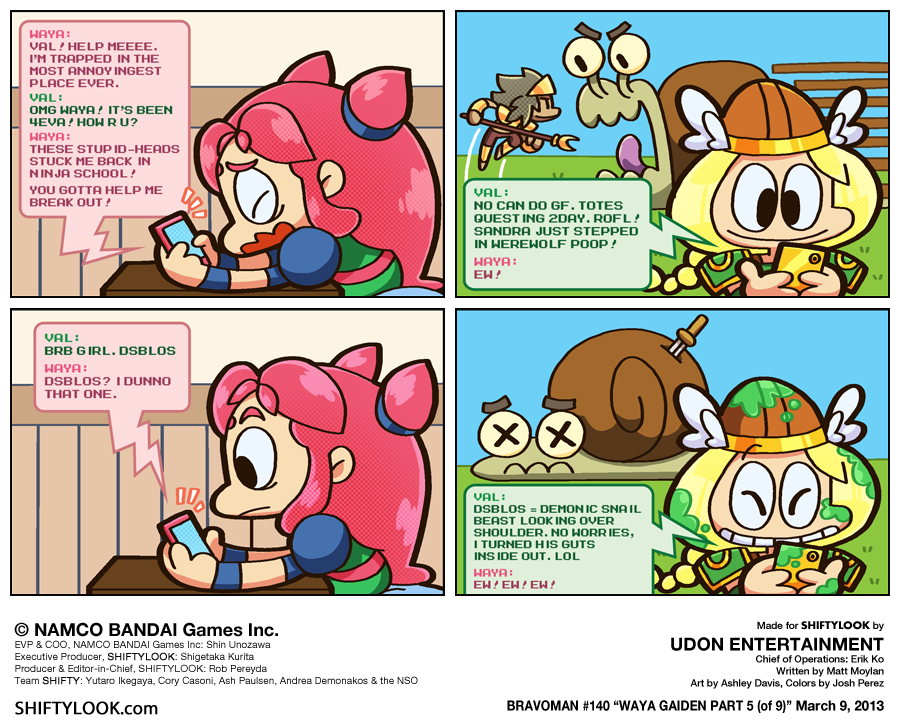 WAYA:
VAL! HELP MEEEE.
I'M TRAPPED IN THE
MOST ANNOYINGEST
PLACE EVER.
VAL:
OMG WAYA! IT'S BEEN
4EVA! HOW R U?
WAYA:
THESE STUPID-HEADS
STUCK ME BACK IN
NINJA SCHOOL!
YOU GOTTA HELP ME
BREAK OUT!
VAL:
NO CAN DO GF. TOTES
QUESTING 2DAY. ROFL!
SANDRA JUST STEPPED
IN WEREWOLF POOP!
WAYA:
EW!
VAL:
BRB GIRL. DSBLOS
WAYA:
DSBLOS? I DUNNO
THAT ONE.
VAL:
DSBLOS = DEMONIC SNAIL
BEAST LOOKING OVER
SHOULDER. NO WORRIES,
I TURNED HIS GUTS
INSIDE OUT. LOL
WAYA:
EW! EW! EW!
© NAMCO BANDAI Games Inc.
EVP & COO, NAMCO BANDAI Games Inc: Shin Unozawa
Executive Producer, SHIFTYLOOK: Shigetaka Kurita
Producer & Editor-in-Chief, SHIFTYLOOK: Rob Pereyda
Team SHIFTY: Yutaro Ikegaya, Cory Casoni, Ash Paulsen, Andrea Demonakos & the NSO
SHIFTYLOOK.com
Made for SHIFTYLOOK by
UDON ENTERTAINMENT
Chief of Operations: Erik Ko
Written by Matt Moylan
Art by Ashley Davis, Colors by Josh Perez
BRAVOMAN #140 “WAYA GAIDEN PART 5 (of 9)” March 9, 2013